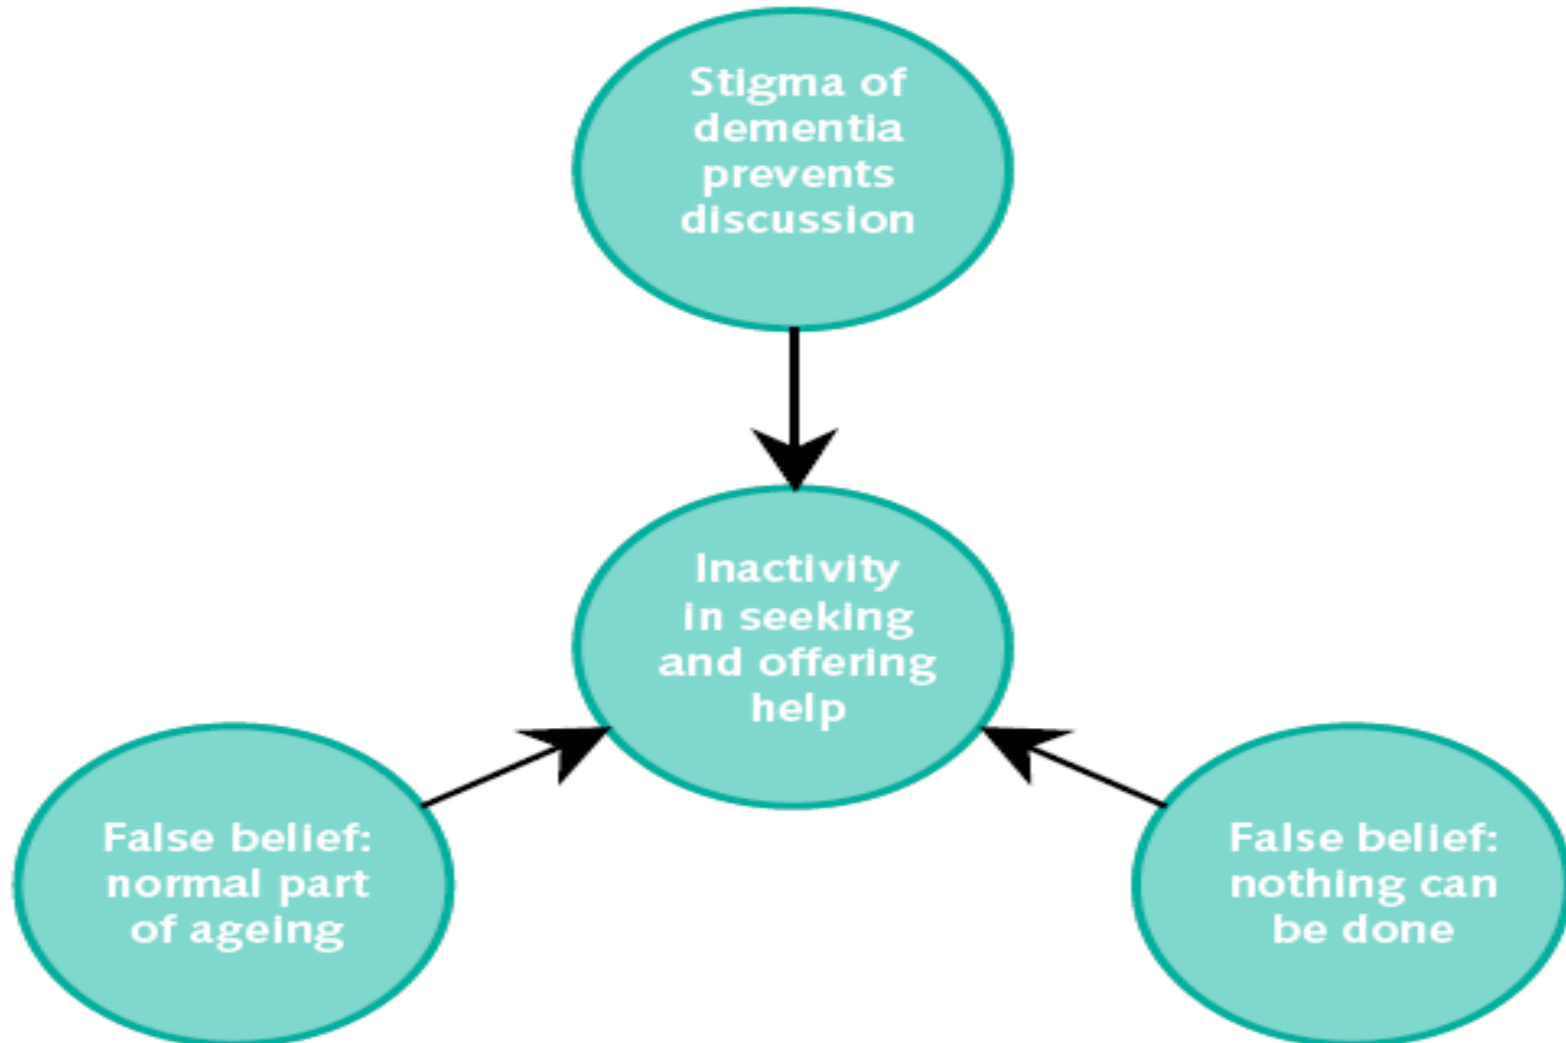 Stigma of
dementia
prevents
discussion
Inactivity
in seeking
and offering
help
False belief:
normal part
of ageing
False belief:
nothing can
be done